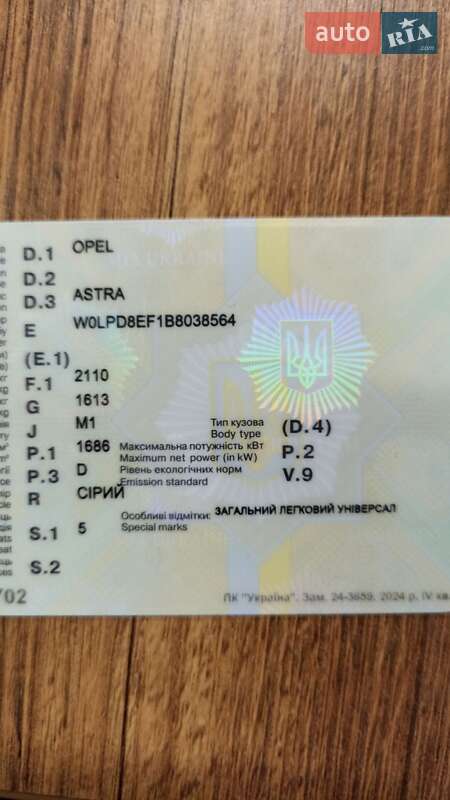 auto RIA .com
D.1 OPEL
D.2
D.3 ASTRA
E W0LPD8EF1B8038564
(E.1)
F.1 2110
G 1613
J M1 Тип кузова (D.4)
Body type
P.1 1686 Максимальна потужність кВт P.2
Maximum net power (in kW)
P.3 D Рівень екологічних норм V.9
Emission standard
R СІРИЙ
Особливі відмітки: ЗАГАЛЬНИЙ ЛЕГКОВИЙ УНІВЕРСАЛ
S.1 5 Special marks
S.2
/02 ПК "Україна". Зам. 24-3659. 2024 р. IV кв.